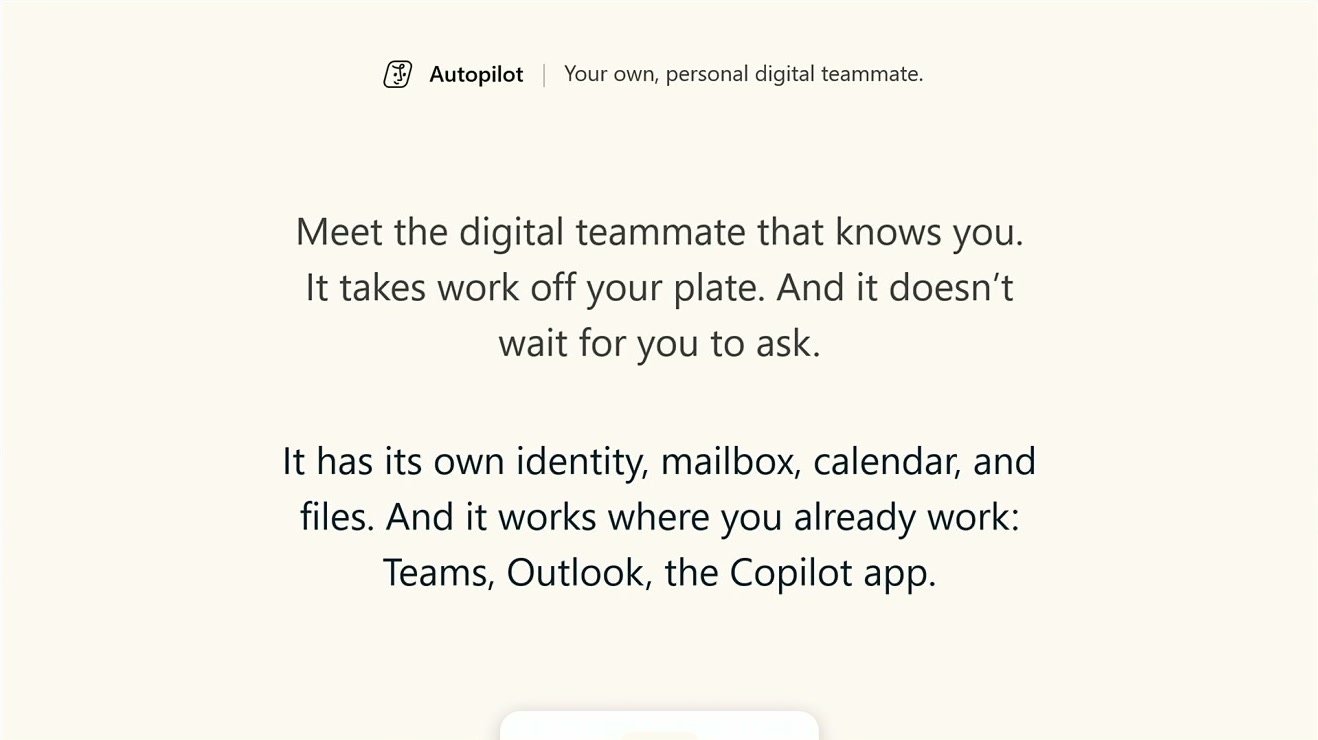 Autopilot | Your own, personal digital teammate.
Meet the digital teammate that knows you.
It takes work off your plate. And it doesn’t
wait for you to ask.
It has its own identity, mailbox, calendar, and
files. And it works where you already work:
Teams, Outlook, the Copilot app.